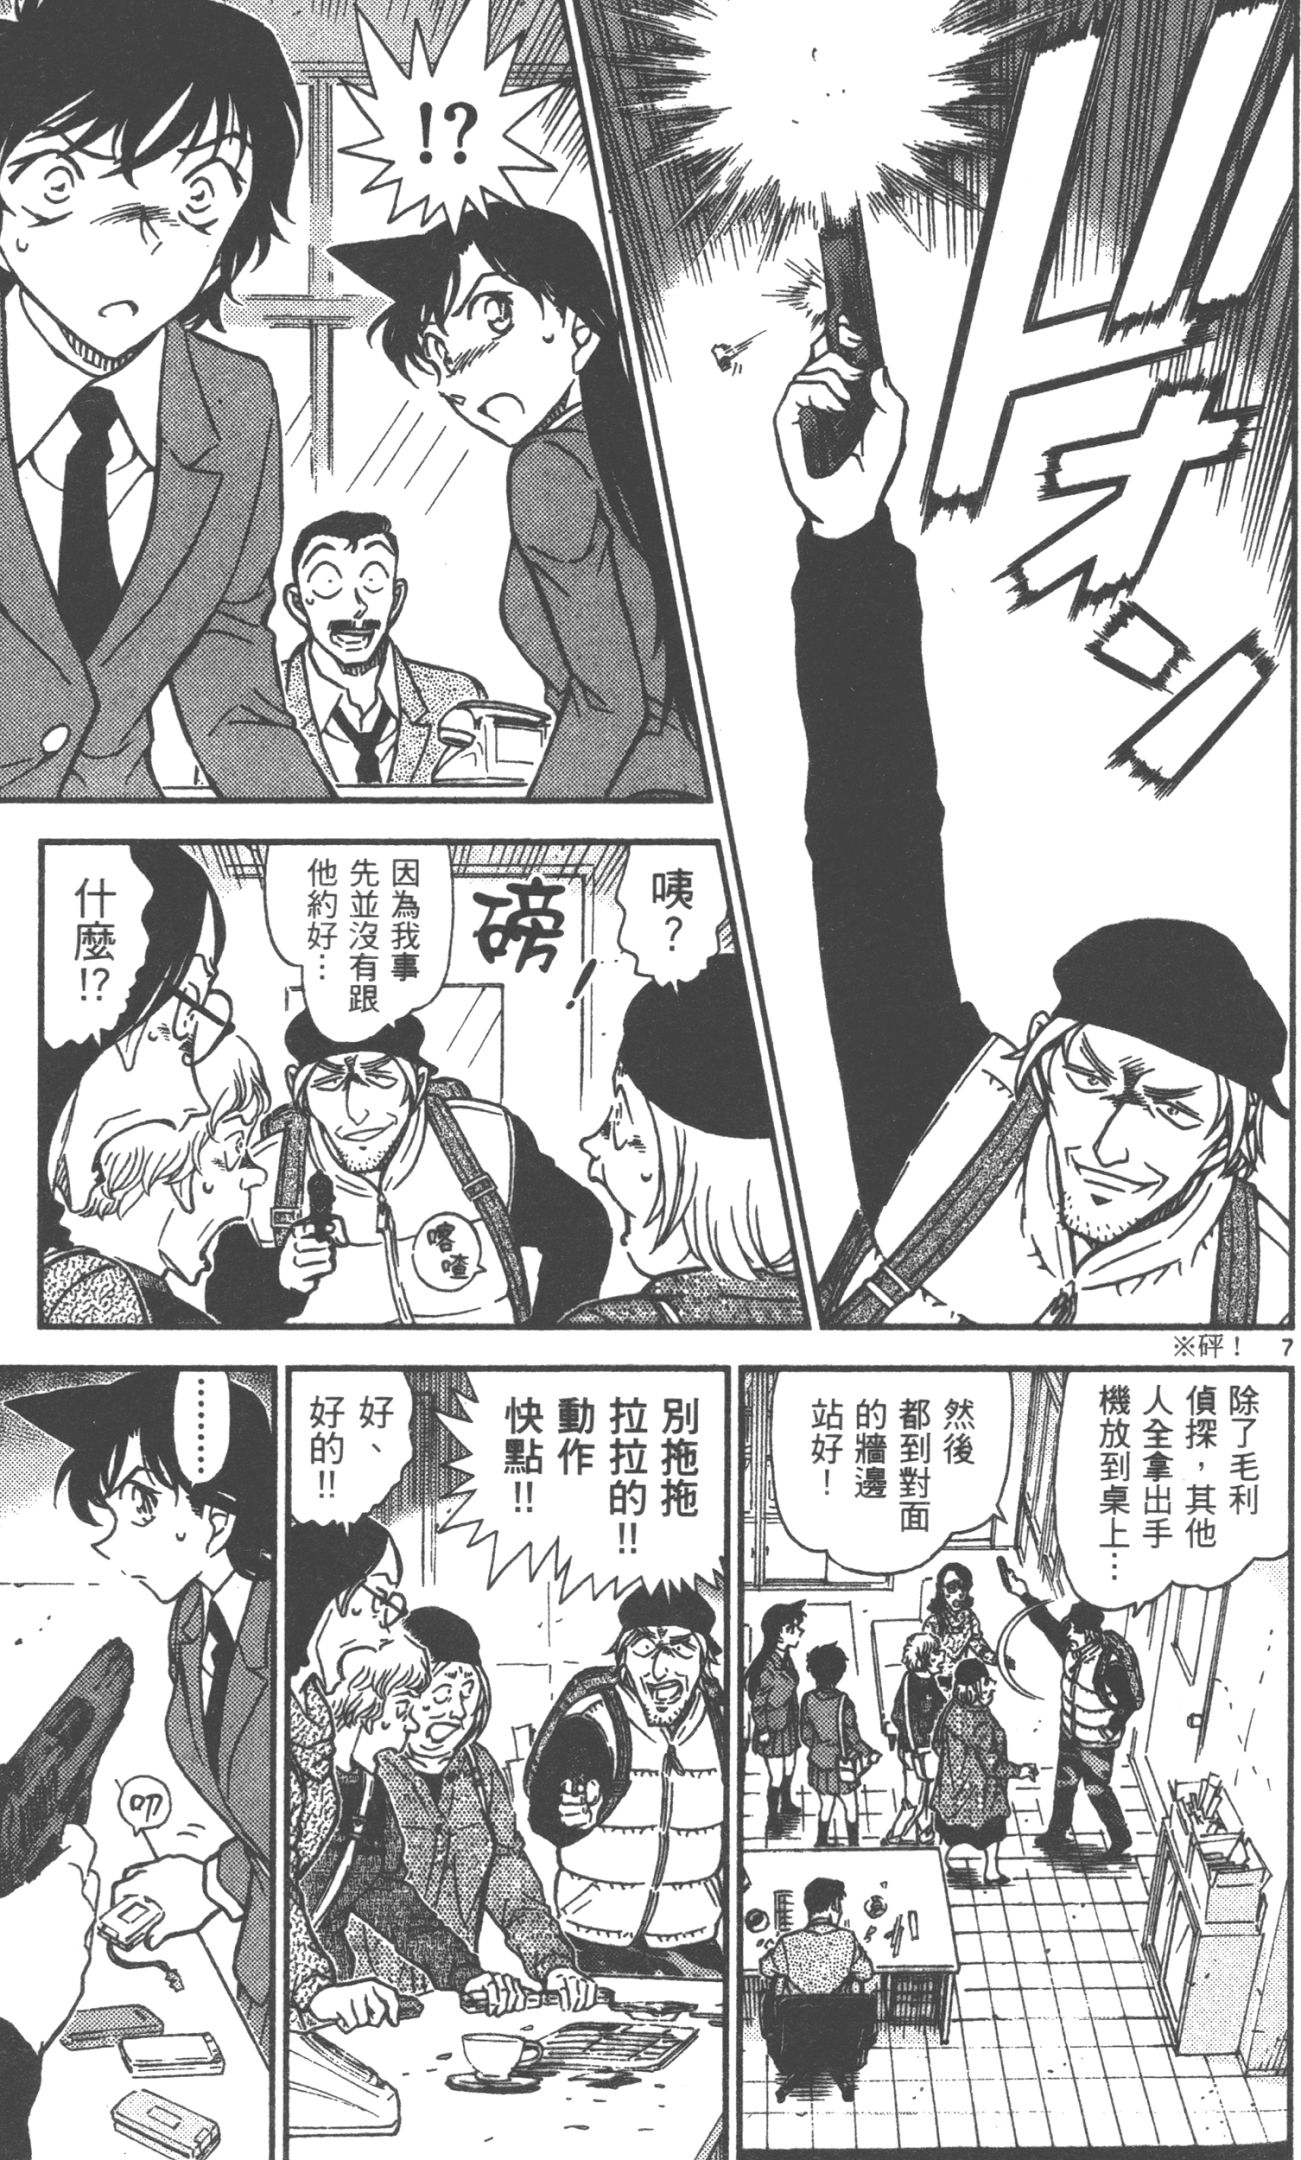 ドオン
※砰！
7
!?
咦？
磅！
因為我事
先並沒有跟
他約好…
喀喳
什麼!?
除了毛利
偵探，其他
人全拿出手
機放到桌上…
然後
都到對面
的牆邊
站好！
別拖拖
拉拉的!!
動作
快點!!
好、
好的!!
………
叩